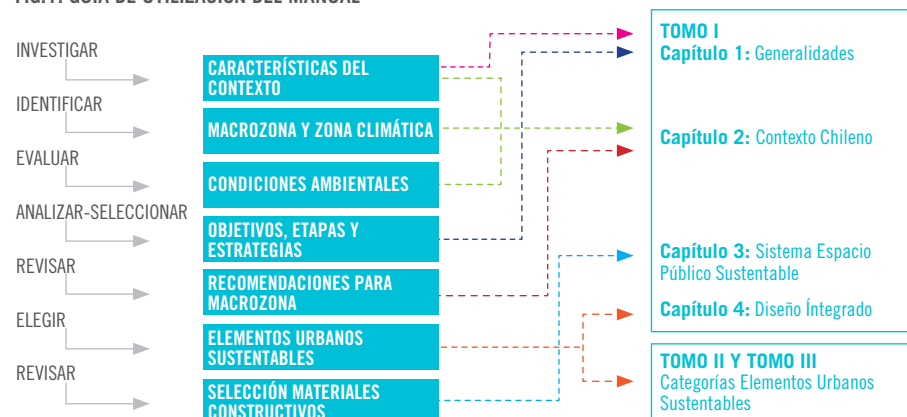 INVESTIGAR
CARACTERÍSTICAS DEL
CONTEXTO
IDENTIFICAR
MACROZONA Y ZONA CLIMÁTICA
EVALUAR
CONDICIONES AMBIENTALES
ANALIZAR-SELECCIONAR
OBJETIVOS, ETAPAS Y
ESTRATEGIAS
REVISAR
RECOMENDACIONES PARA
MACROZONA
ELEGIR
ELEMENTOS URBANOS
SUSTENTABLES
REVISAR
SELECCIÓN MATERIALES
CONSTRUCTIVOS
TOMO I
Capítulo 1: Generalidades
Capítulo 2: Contexto Chileno
Capítulo 3: Sistema Espacio
Público Sustentable
Capítulo 4: Diseño Íntegrado
TOMO II Y TOMO III
Categorías Elementos Urbanos
Sustentables